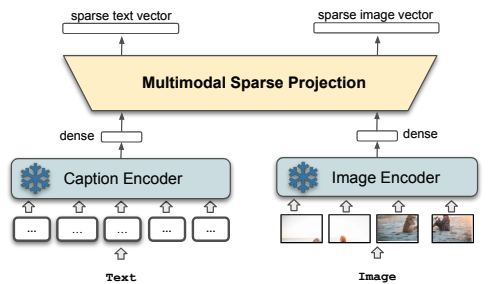 sparse text vector
sparse image vector
Multimodal Sparse Projection
dense
dense
Caption Encoder
Image Encoder
... ... ... ... ...
Text
Image